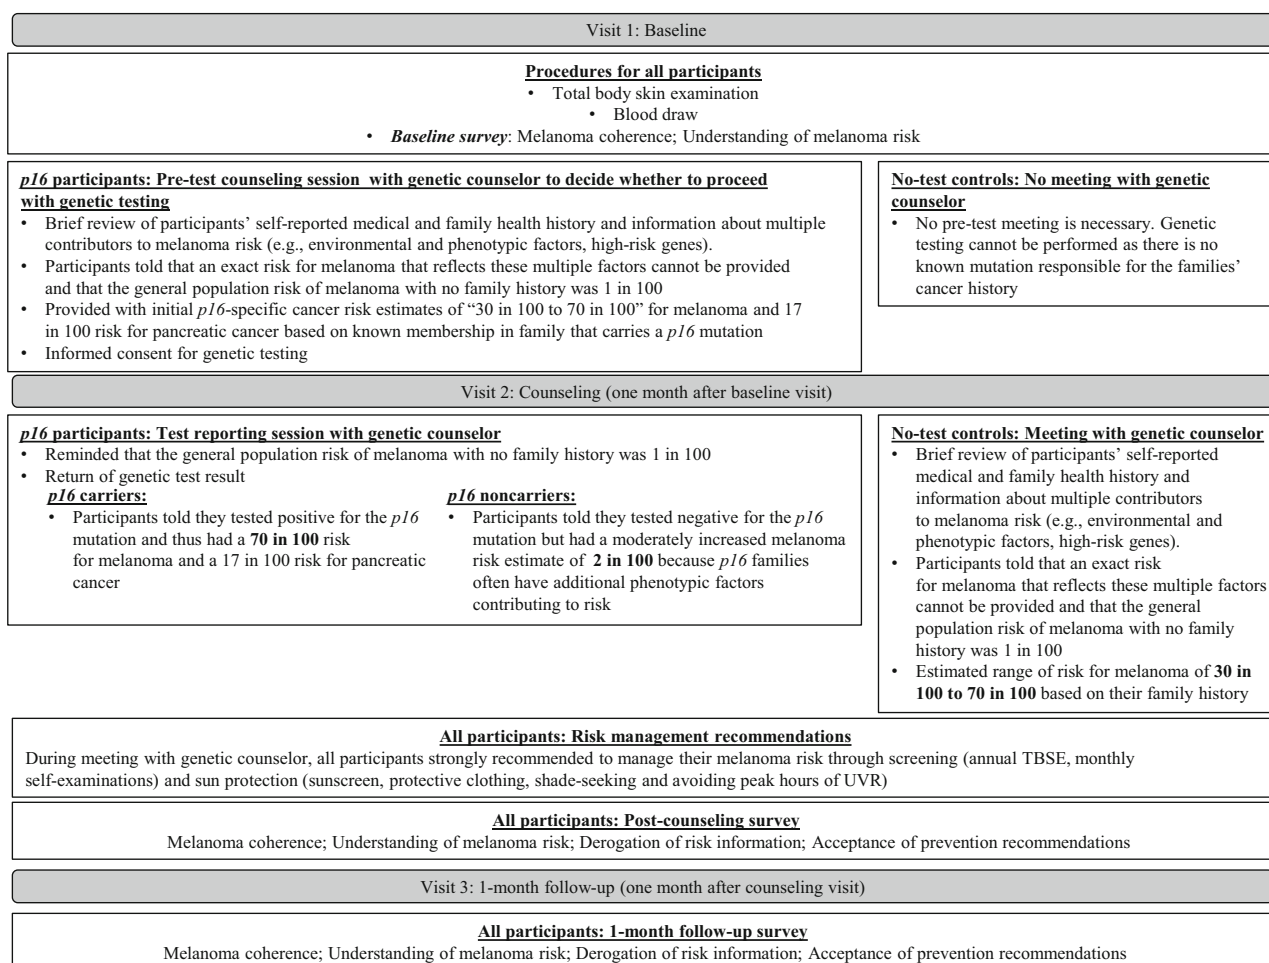 Visit 1: Baseline
Procedures for all participants
• Total body skin examination
• Blood draw
• Baseline survey: Melanoma coherence; Understanding of melanoma risk
p16 participants: Pre-test counseling session with genetic counselor to decide whether to proceed
with genetic testing
• Brief review of participants' self-reported medical and family health history and information about multiple
contributors to melanoma risk (e.g., environmental and phenotypic factors, high-risk genes).
• Participants told that an exact risk for melanoma that reflects these multiple factors cannot be provided
and that the general population risk of melanoma with no family history was 1 in 100
• Provided with initial p16-specific cancer risk estimates of “30 in 100 to 70 in 100” for melanoma and 17
in 100 risk for pancreatic cancer based on known membership in family that carries a p16 mutation
• Informed consent for genetic testing
No-test controls: No meeting with genetic
counselor
• No pre-test meeting is necessary. Genetic
testing cannot be performed as there is no
known mutation responsible for the families'
cancer history
Visit 2: Counseling (one month after baseline visit)
p16 participants: Test reporting session with genetic counselor
• Reminded that the general population risk of melanoma with no family history was 1 in 100
• Return of genetic test result
p16 carriers:
• Participants told they tested positive for the p16
mutation and thus had a 70 in 100 risk
for melanoma and a 17 in 100 risk for pancreatic
cancer
p16 noncarriers:
• Participants told they tested negative for the p16
mutation but had a moderately increased melanoma
risk estimate of 2 in 100 because p16 families
often have additional phenotypic factors
contributing to risk
No-test controls: Meeting with genetic counselor
• Brief review of participants' self-reported
medical and family health history and
information about multiple contributors
to melanoma risk (e.g., environmental and
phenotypic factors, high-risk genes).
• Participants told that an exact risk
for melanoma that reflects these multiple factors
cannot be provided and that the general
population risk of melanoma with no family
history was 1 in 100
• Estimated range of risk for melanoma of 30 in
100 to 70 in 100 based on their family history
All participants: Risk management recommendations
During meeting with genetic counselor, all participants strongly recommended to manage their melanoma risk through screening (annual TBSE, monthly
self-examinations) and sun protection (sunscreen, protective clothing, shade-seeking and avoiding peak hours of UVR)
All participants: Post-counseling survey
Melanoma coherence; Understanding of melanoma risk; Derogation of risk information; Acceptance of prevention recommendations
Visit 3: 1-month follow-up (one month after counseling visit)
All participants: 1-month follow-up survey
Melanoma coherence; Understanding of melanoma risk; Derogation of risk information; Acceptance of prevention recommendations